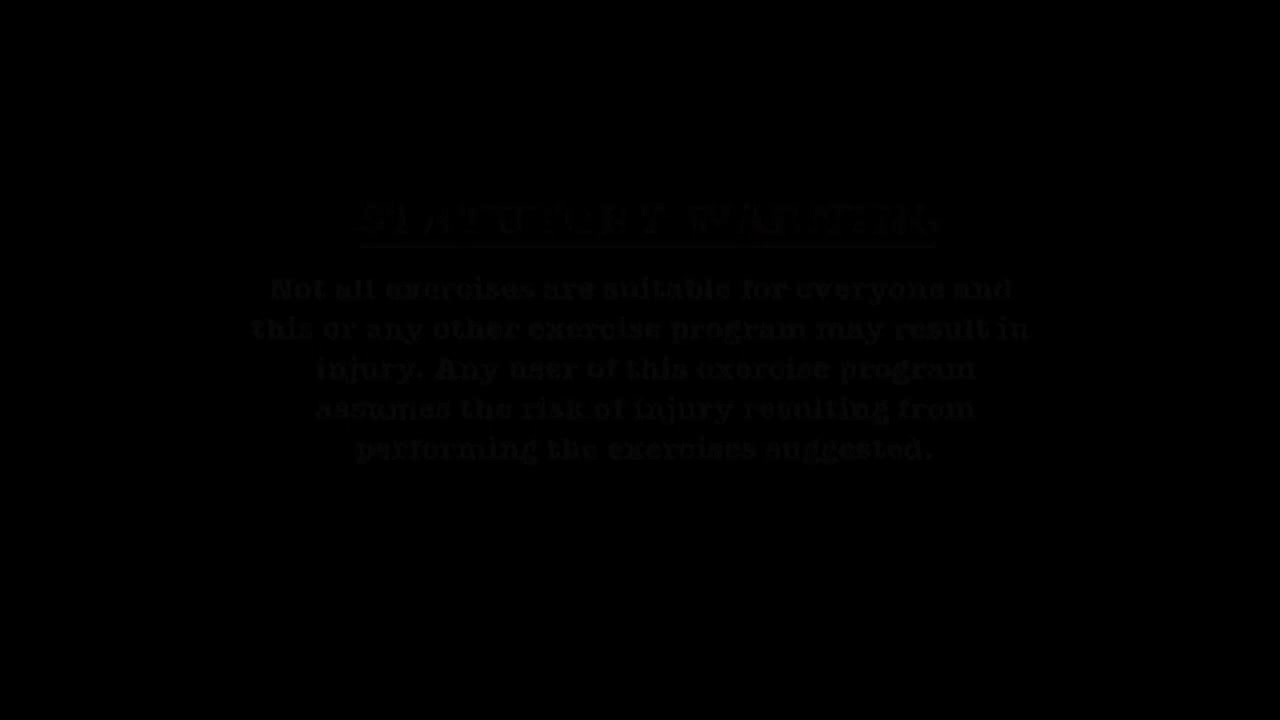 STATUTORY WARNING
Not all exercises are suitable for everyone and
this or any other exercise program may result in
injury. Any user of this exercise program
assumes the risk of injury resulting from
performing the exercises suggested.